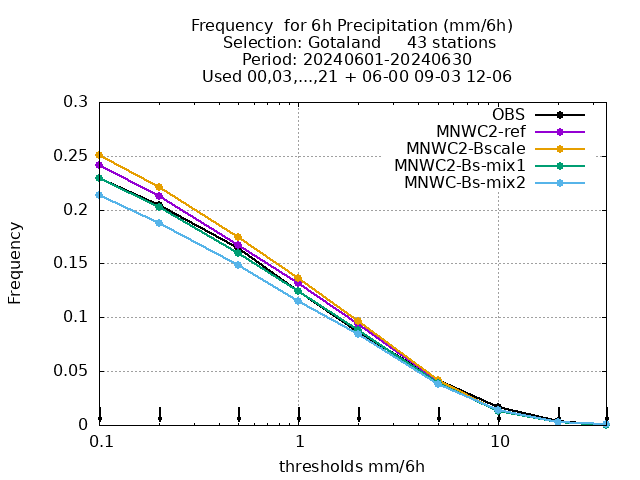 Frequency  for 6h Precipitation (mm/6h)
Selection: Gotaland     43 stations
Period: 20240601-20240630
Used 00,03,...,21 + 06-00 09-03 12-06
OBS
MNWC2-ref
MNWC2-Bscale
MNWC2-Bs-mix1
MNWC-Bs-mix2
0.3
0.25
0.2
0.15
0.1
0.05
0
Frequency
0.1 1 10
thresholds mm/6h